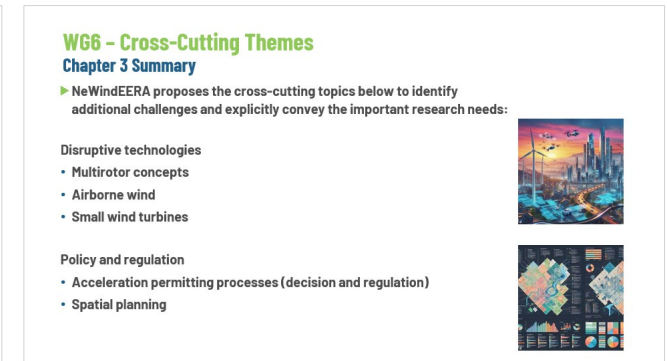 WG6 – Cross-Cutting Themes
Chapter 3 Summary
NeWindEERA proposes the cross-cutting topics below to identify
additional challenges and explicitly convey the important research needs:
Disruptive technologies
• Multirotor concepts
• Airborne wind
• Small wind turbines
Policy and regulation
• Acceleration permitting processes (decision and regulation)
• Spatial planning